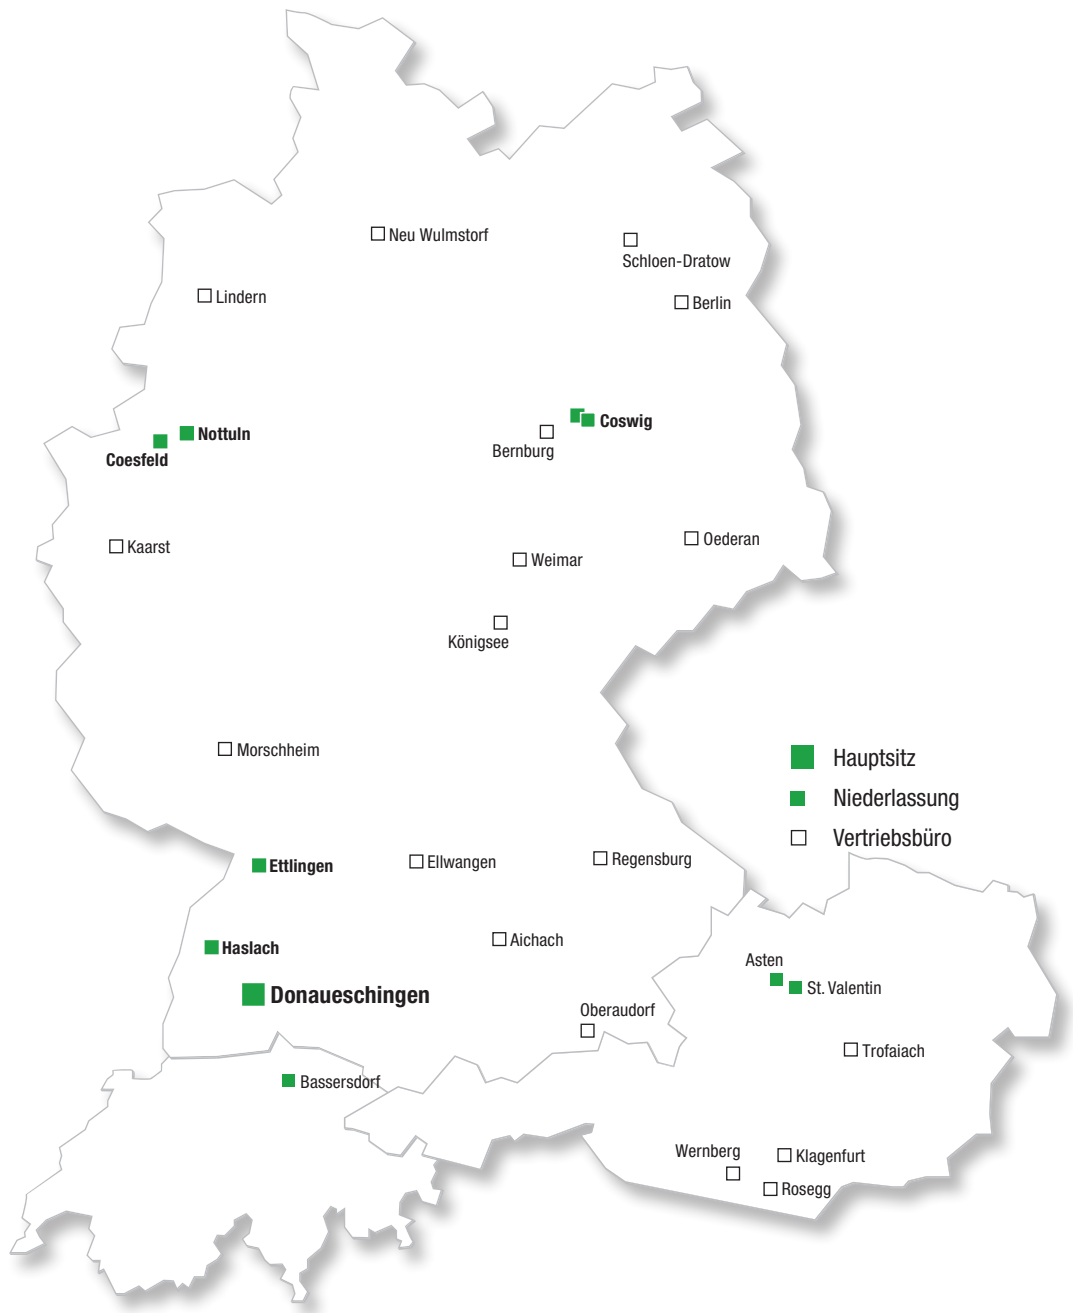 Neu Wulmstorf
Schloen-Dratow
Lindern
Berlin
Coswig
Nottuln
Bernburg
Coesfeld
Oederan
Kaarst
Weimar
Königsee
Morschheim
Hauptsitz
Niederlassung
Vertriebsbüro
Ettlingen
Ellwangen
Regensburg
Aichach
Haslach
Asten
St. Valentin
Donaueschingen
Oberaudorf
Trofaiach
Bassersdorf
Wernberg
Klagenfurt
Rosegg